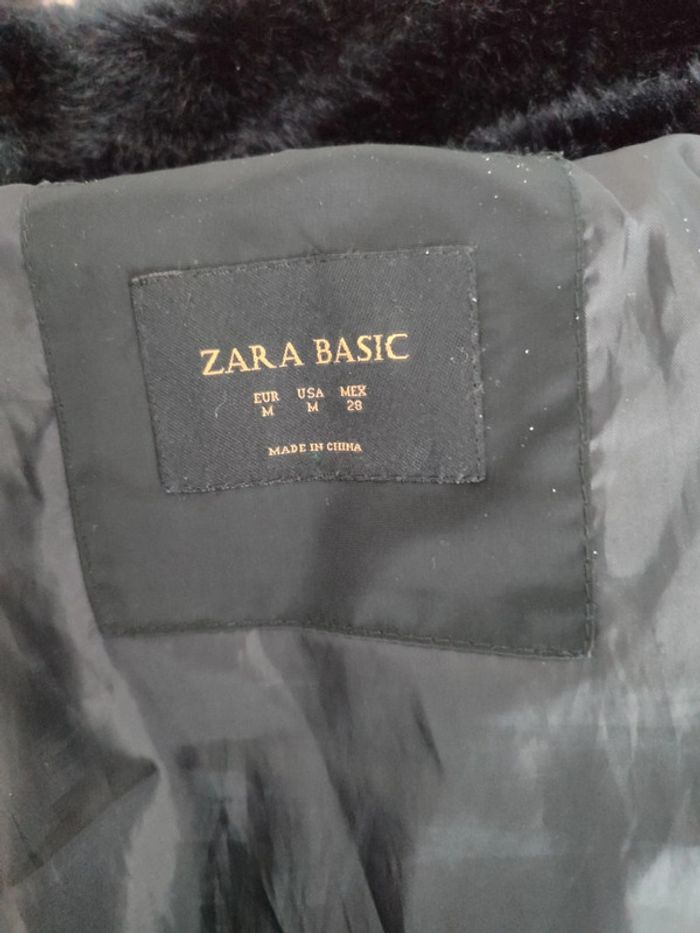 ZARA BASIC
EUR USA MEX
M M 28
MADE IN CHINA